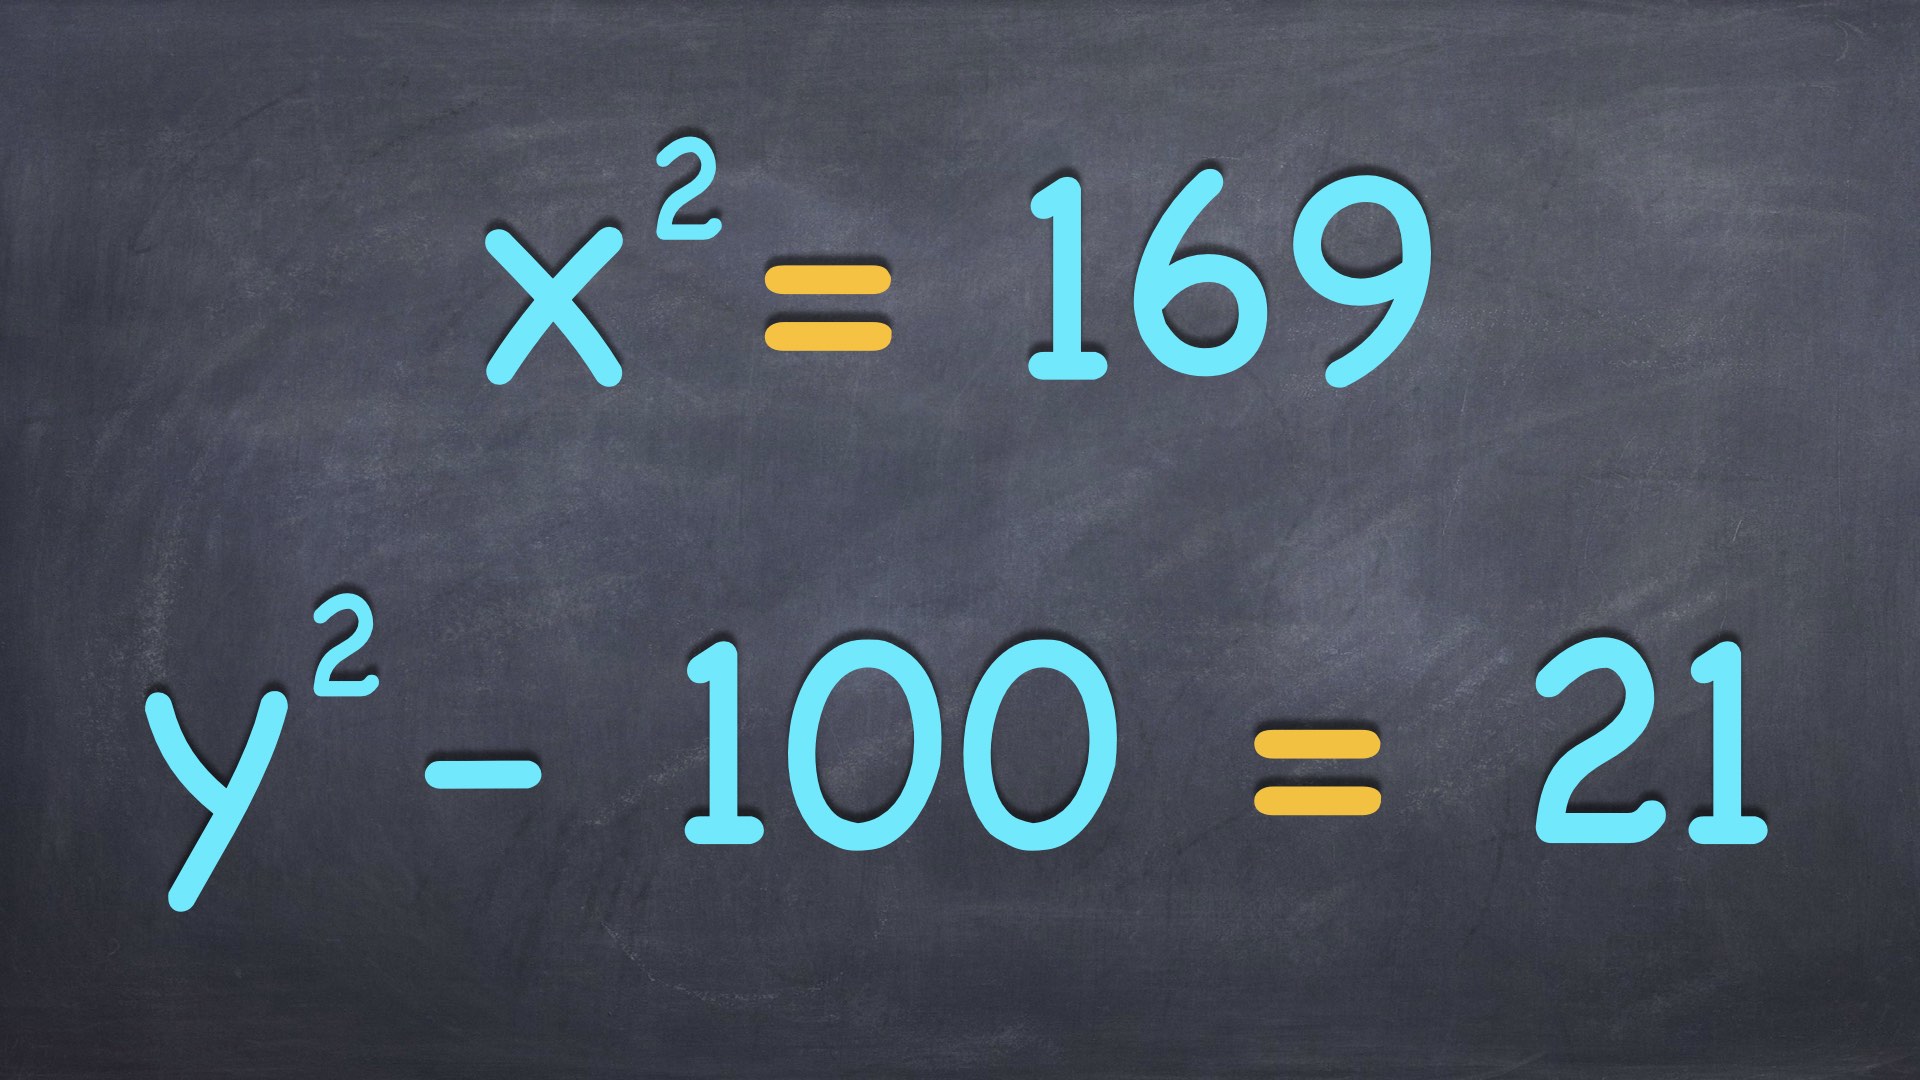 x² = 169
y² - 100 = 21